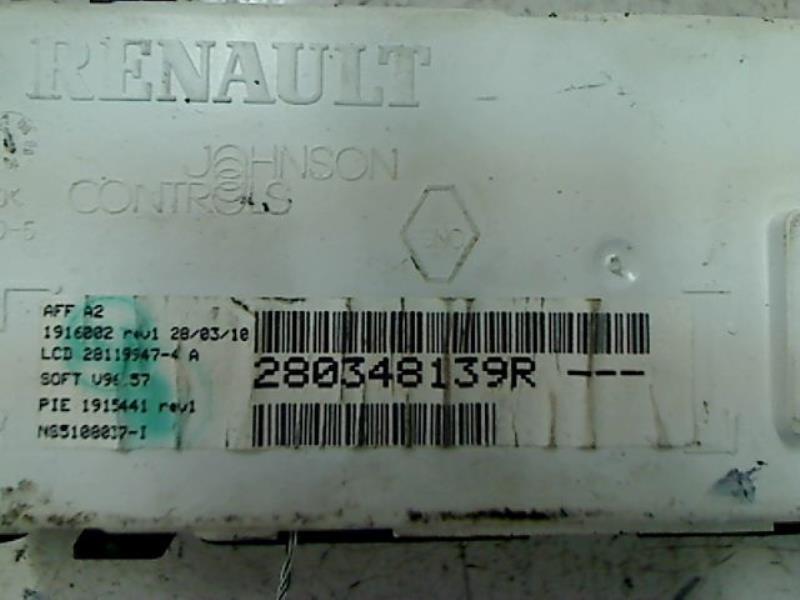 RENAULT
JOHNSON
CONTROLS
AFF A2
1916002 rev1 28/03/10
LCD 28119947-4 A
SOFT V96.57
280348139R ---
PIE 1915441 rev1